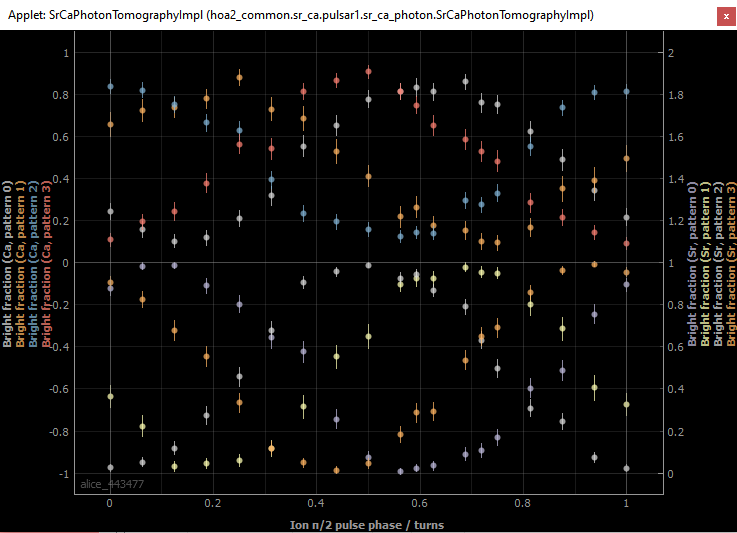 Applet: SrCaPhotonTomographyImpl (hoa2_common.sr_ca.pulsar1.sr_ca_photon.SrCaPhotonTomographyImpl)
x
1
0.8
0.6
0.4
0.2
0
-0.2
-0.4
-0.6
-0.8
-1
2
1.8
1.6
1.4
1.2
1
0.8
0.6
0.4
0.2
0
Bright fraction (Ca, pattern 0)
Bright fraction (Ca, pattern 1)
Bright fraction (Ca, pattern 2)
Bright fraction (Ca, pattern 3)
Bright fraction (Sr, pattern 0)
Bright fraction (Sr, pattern 1)
Bright fraction (Sr, pattern 2)
Bright fraction (Sr, pattern 3)
alice_443477
0 0.2 0.4 0.6 0.8 1
Ion n/2 pulse phase / turns